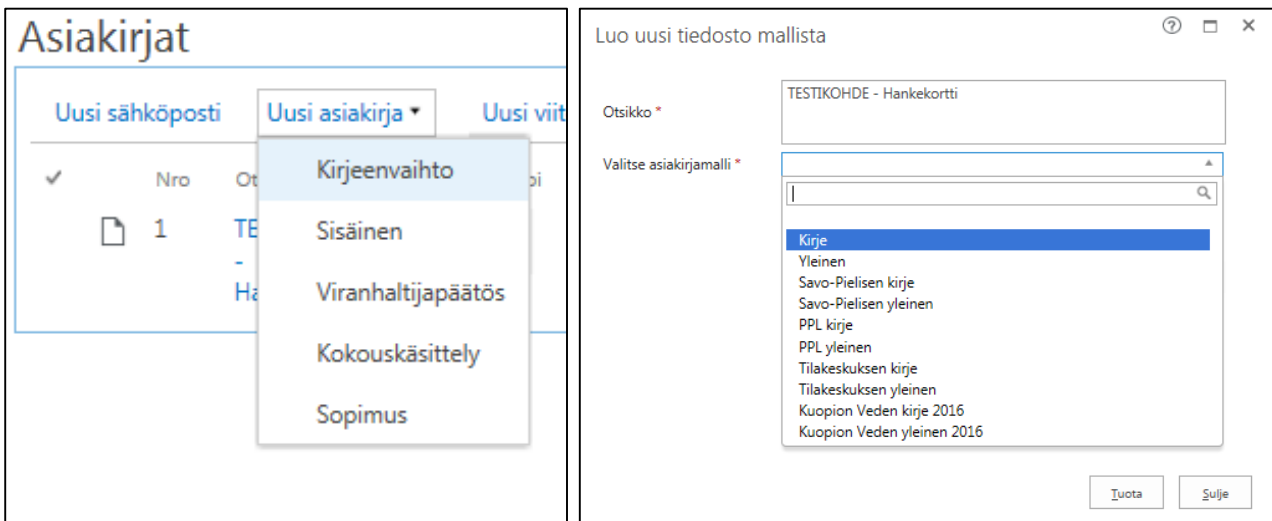 Asiakirjat
Uusi sähköposti Uusi asiakirja Uusi viit
Kirjeenvaihto
Nro Ot pi
1 TE
Sisäinen
-
Ha
Viranhaltijapäätös
Kokouskäsittely
Sopimus
Luo uusi tiedosto mallista
Otsikko *
TESTIKOHDE - Hankekortti
Valitse asiakirjamalli *
Kirje
Yleinen
Savo-Pielisen kirje
Savo-Pielisen yleinen
PPL kirje
PPL yleinen
Tilakeskuksen kirje
Tilakeskuksen yleinen
Kuopion Veden kirje 2016
Kuopion Veden yleinen 2016
Tuota Sulje